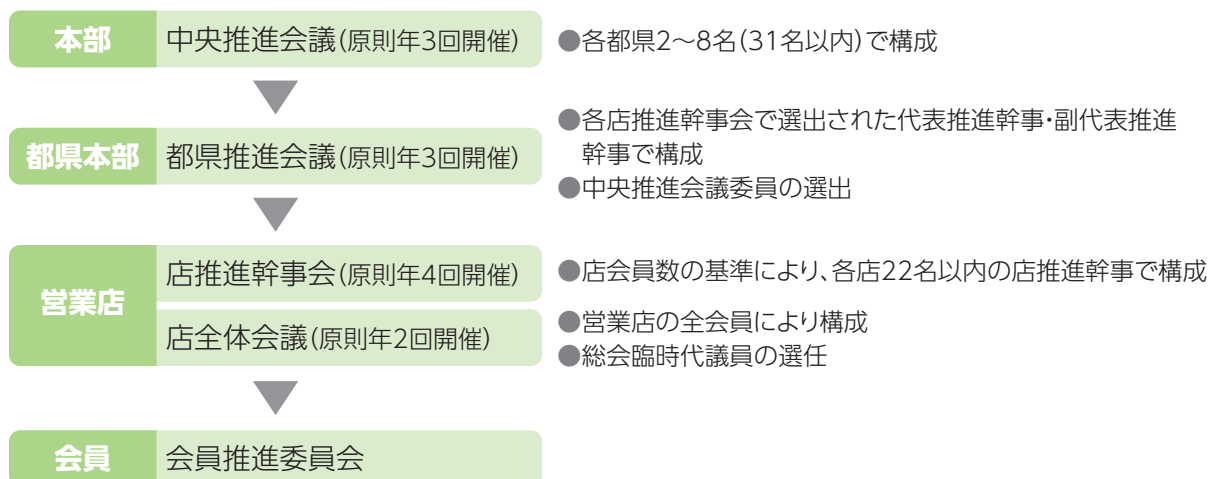 本部 中央推進会議(原則年3回開催) ●各都県2～8名(31名以内)で構成
都県本部 都県推進会議(原則年3回開催) ●各店推進幹事会で選出された代表推進幹事・副代表推進
幹事で構成
●中央推進会議委員の選出
営業店 店推進幹事会(原則年4回開催) ●店会員数の基準により、各店22名以内の店推進幹事で構成
店全体会議(原則年2回開催) ●営業店の全会員により構成
●総会臨時代議員の選任
会員 会員推進委員会